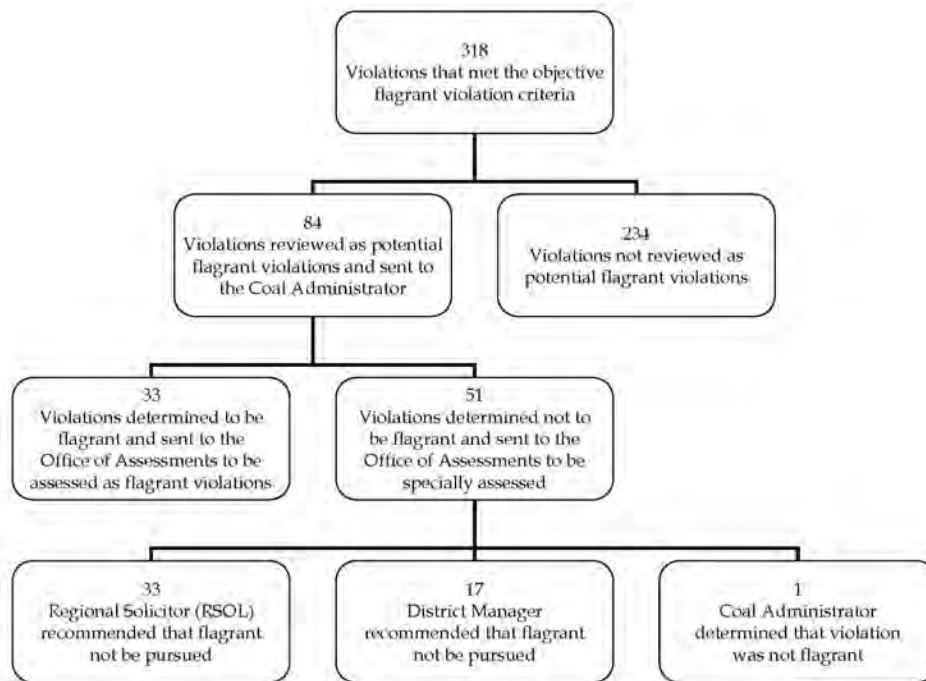 318
Violations that met the objective
flagrant violation criteria
84
Violations reviewed as potential
flagrant violations and sent to
the Coal Administrator
234
Violations not reviewed as
potential flagrant violations
33
Violations determined to be
flagrant and sent to the
Office of Assessments to be
assessed as flagrant violations
51
Violations determined not to
be flagrant and sent to the
Office of Assessments to be
specially assessed
33
Regional Solicitor (RSOL)
recommended that flagrant
not be pursued
17
District Manager
recommended that flagrant
not be pursued
1
Coal Administrator
determined that violation
was not flagrant